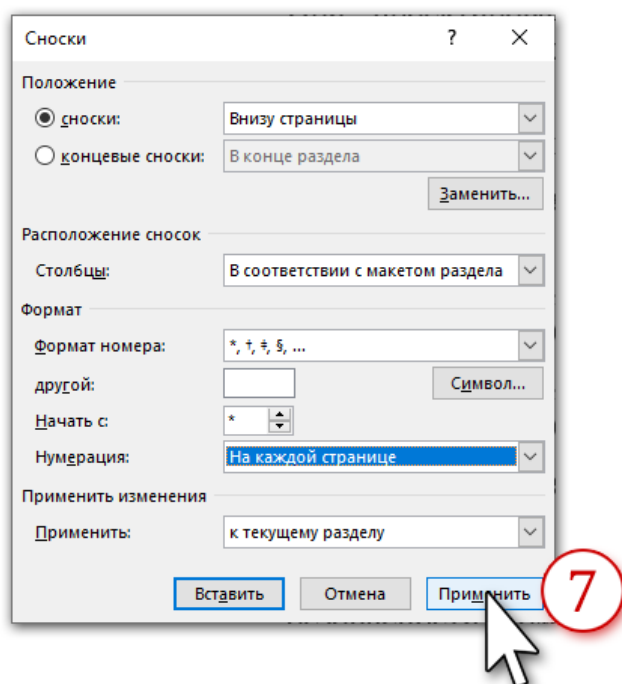 Сноски ? ×
Положение
сноски: Внизу страницы
концевые сноски: В конце раздела
Заменить...
Расположение сносок
Столбцы: В соответствии с макетом раздела
Формат
Формат номера: *, †, ‡, §, ...
другой: Символ...
Начать с: *
Нумерация: На каждой странице
Применить изменения
Применить: к текущему разделу
Вставить Отмена Применить 7